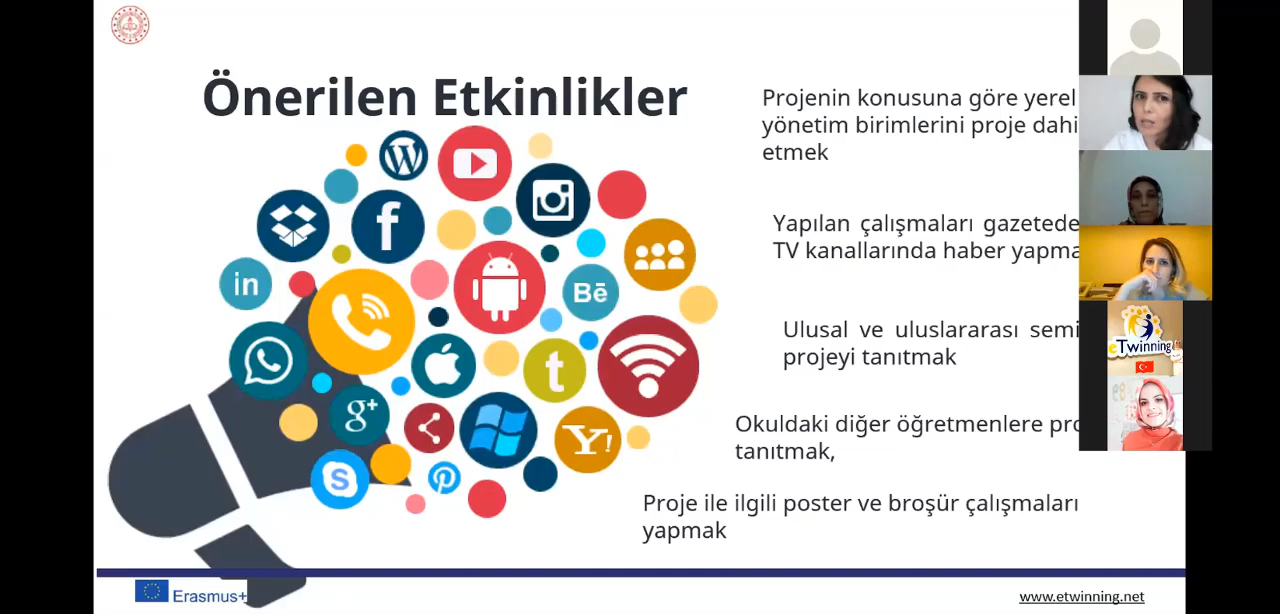 Önerilen Etkinlikler
Projenin konusuna göre yerel
yönetim birimlerini proje dahi
etmek
Yapılan çalışmaları gazetede
TV kanallarında haber yapma
Ulusal ve uluslararası semi
projeyi tanıtmak
Okuldaki diğer öğretmenlere pro
tanıtmak,
Proje ile ilgili poster ve broşür çalışmaları
yapmak
in
f
Bē
t
g+
Y!
S
eTwinning
Erasmus+
www.etwinning.net